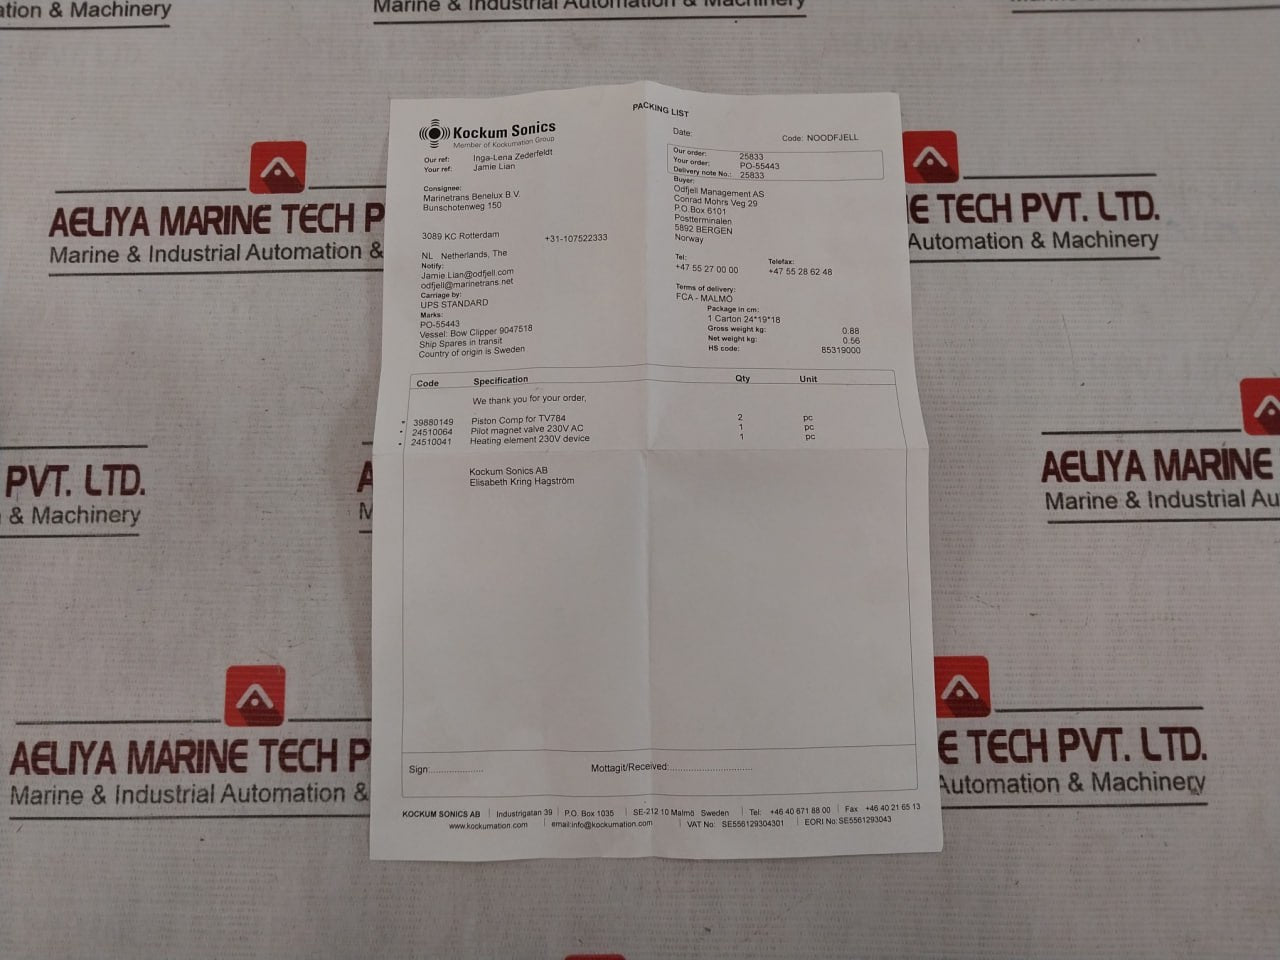 ation & Machinery
Marine & Industrial Automation & Machinery
AELIYA MARINE TECH P
Marine & Industrial Automation &
E TECH PVT. LTD.
Automation & Machinery
PVT. LTD.
& Machinery
A
M
AELIYA MARINE
Marine & Industrial Au
AELIYA MARINE TECH P
Marine & Industrial Automation &
E TECH PVT. LTD.
Automation & Machinery
PACKING LIST
Kockum Sonics
Member of Kockumation Group
Our ref: Inga-Lena Zederfeldt
Your ref: Jamie Lian
Consignee:
Marinetrans Benelux B.V.
Bunschotenweg 150
3089 KC Rotterdam +31-107522333
NL Netherlands, The
Notify:
Jamie.Lian@odfjell.com
odfjell@marinetrans.net
Carriage by:
UPS STANDARD
Marks:
PO-55443
Vessel: Bow Clipper 9047518
Ship Spares in transit
Country of origin is Sweden
Date: Code: NOODFJELL
Our order: 25833
Your order: PO-55443
Delivery note No.: 25833
Buyer:
Odfjell Management AS
Conrad Mohrs Veg 29
P.O.Box 6101
Postterminalen
5892 BERGEN
Norway
Tel: Telefax:
+47 55 27 00 00 +47 55 28 62 48
Terms of delivery:
FCA - MALMÖ
Package in cm:
1 Carton 24*19*18
Gross weight kg: 0.88
Net weight kg: 0.56
HS code: 85319000
Code Specification Qty Unit
We thank you for your order,
39880149 Piston Comp for TV784 2 pc
24510064 Pilot magnet valve 230V AC 1 pc
24510041 Heating element 230V device 1 pc
Kockum Sonics AB
Elisabeth Kring Hagström
Sign:................... Mottagit/Received:..............................
KOCKUM SONICS AB | Industrigatan 39 | P.O. Box 1035 | SE-212 10 Malmö Sweden | Tel: +46 40 671 88 00 | Fax +46 40 21 65 13
www.kockumation.com | email:info@kockumation.com | VAT No: SE556129304301 | EORI No: SE5561293043